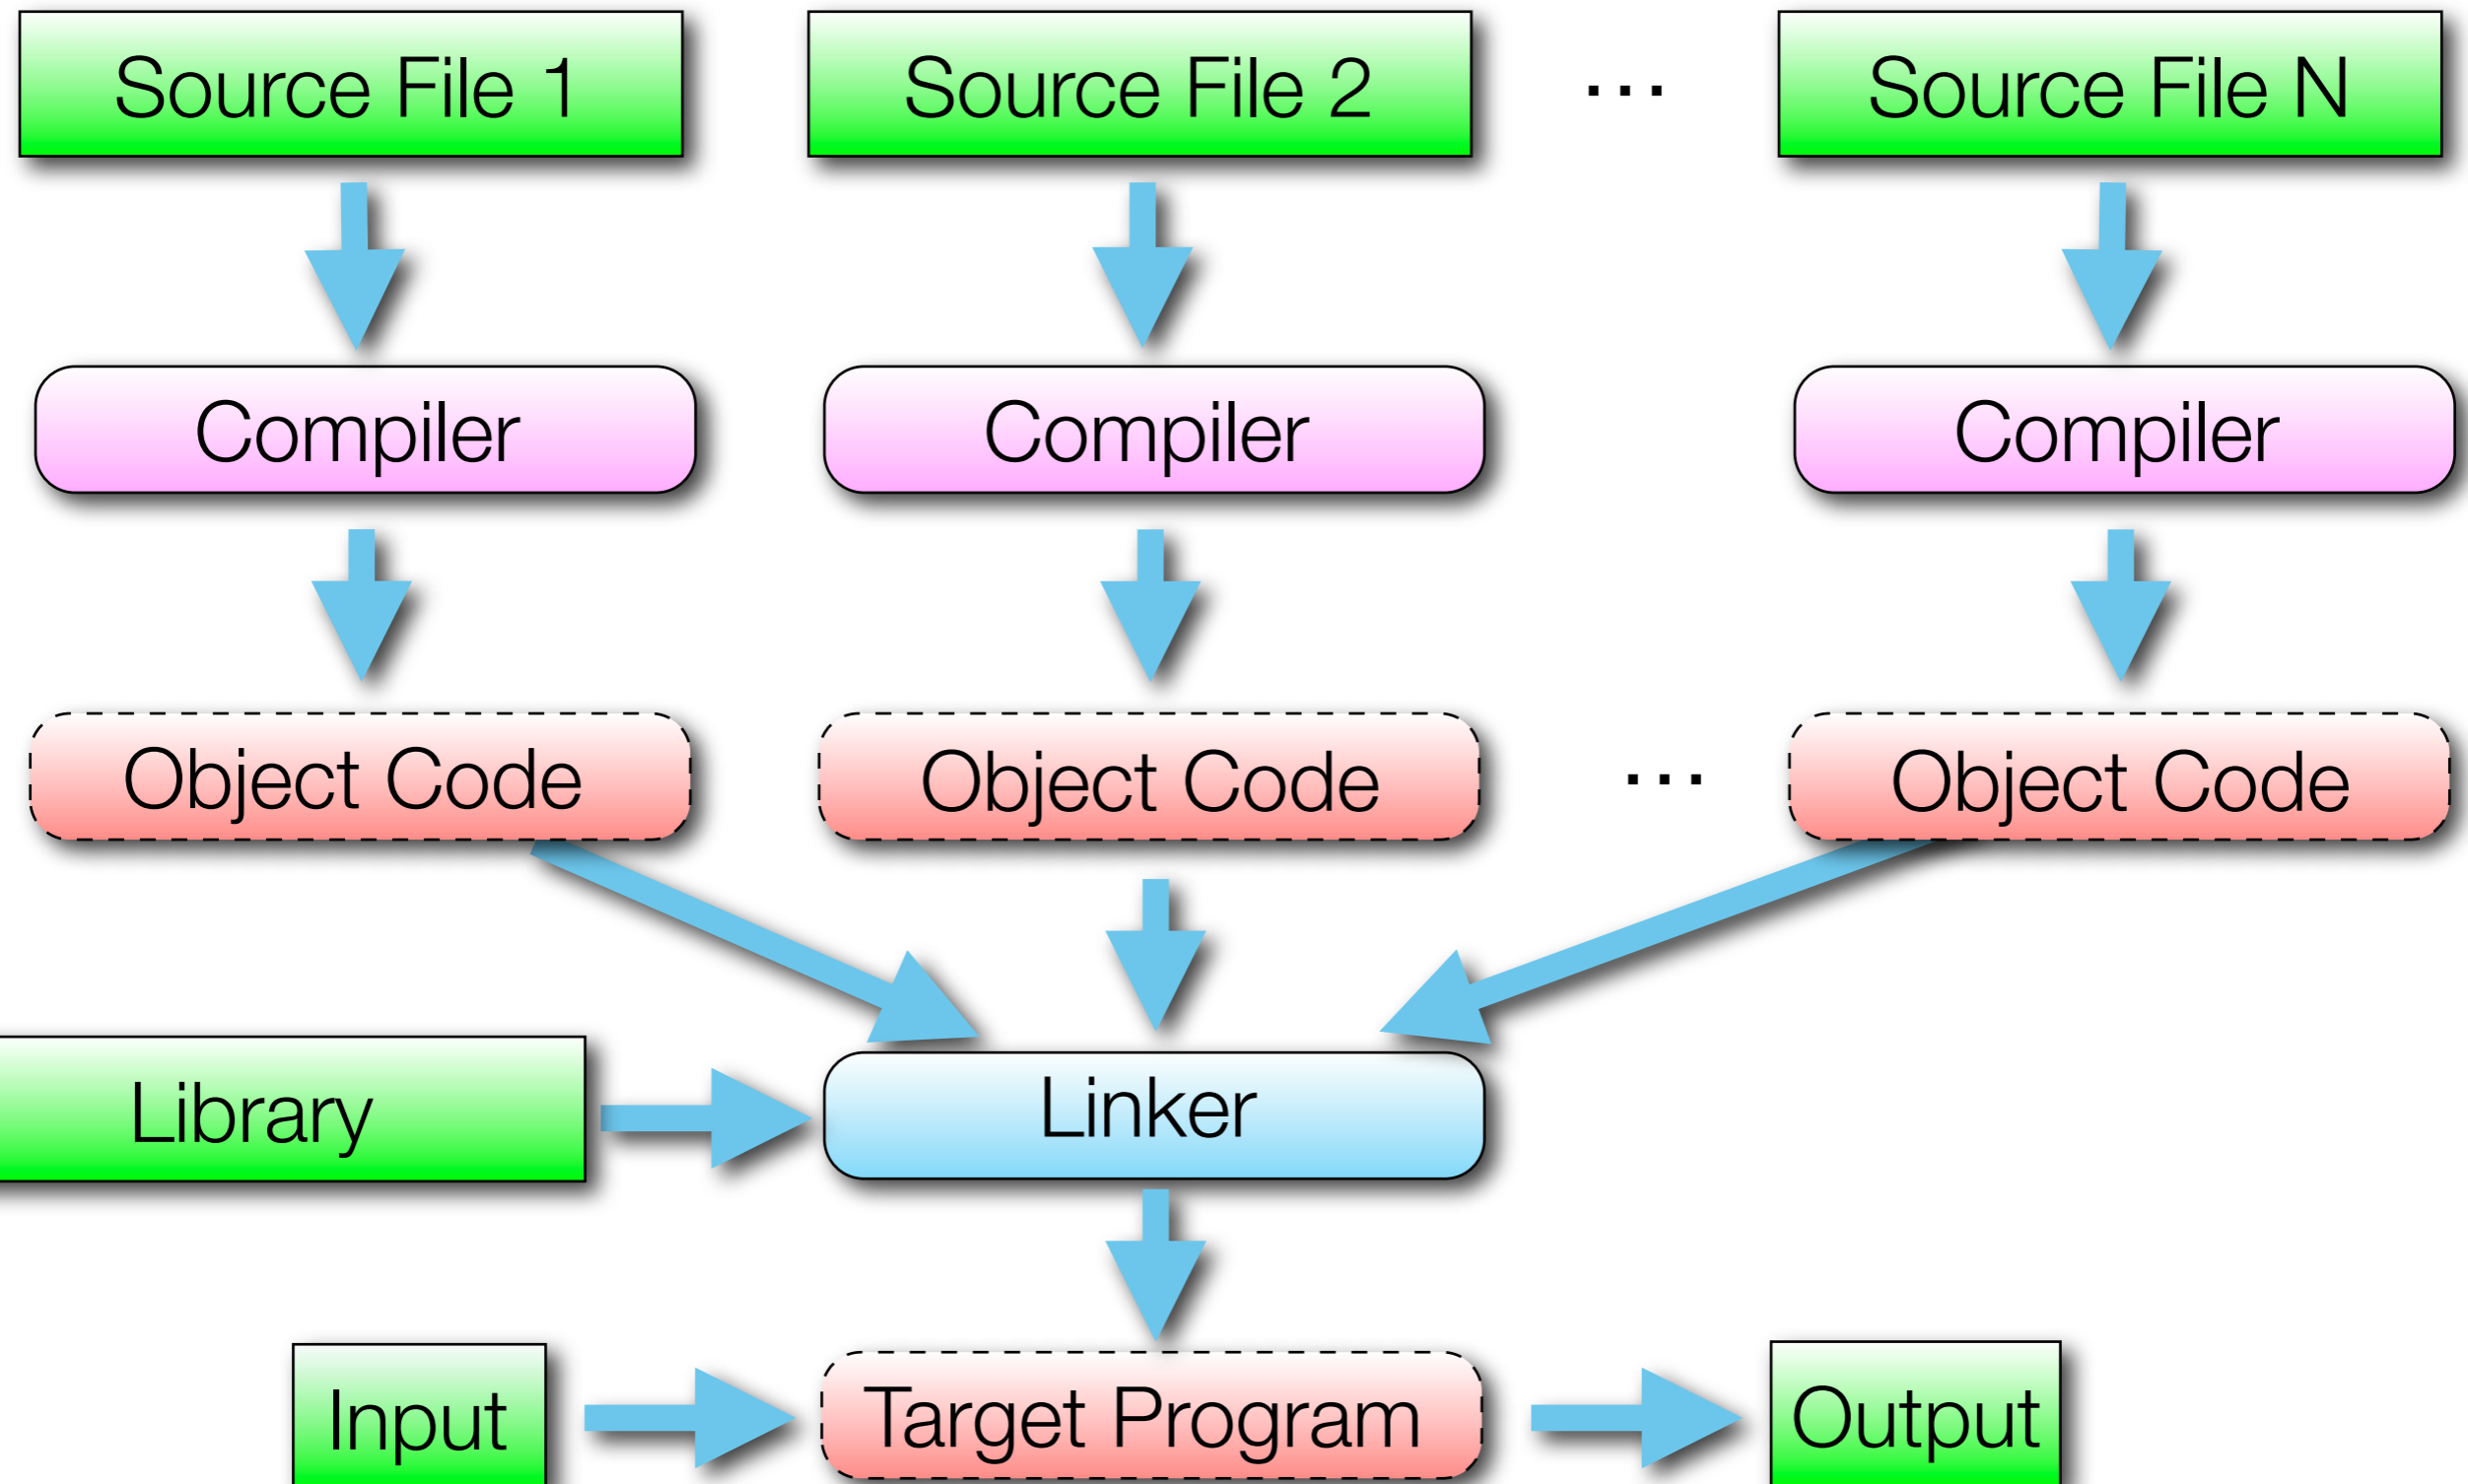 Source File 1
Source File 2
...
Source File N
Compiler
Compiler
Compiler
Object Code
Object Code
...
Object Code
Library
Linker
Input
Target Program
Output